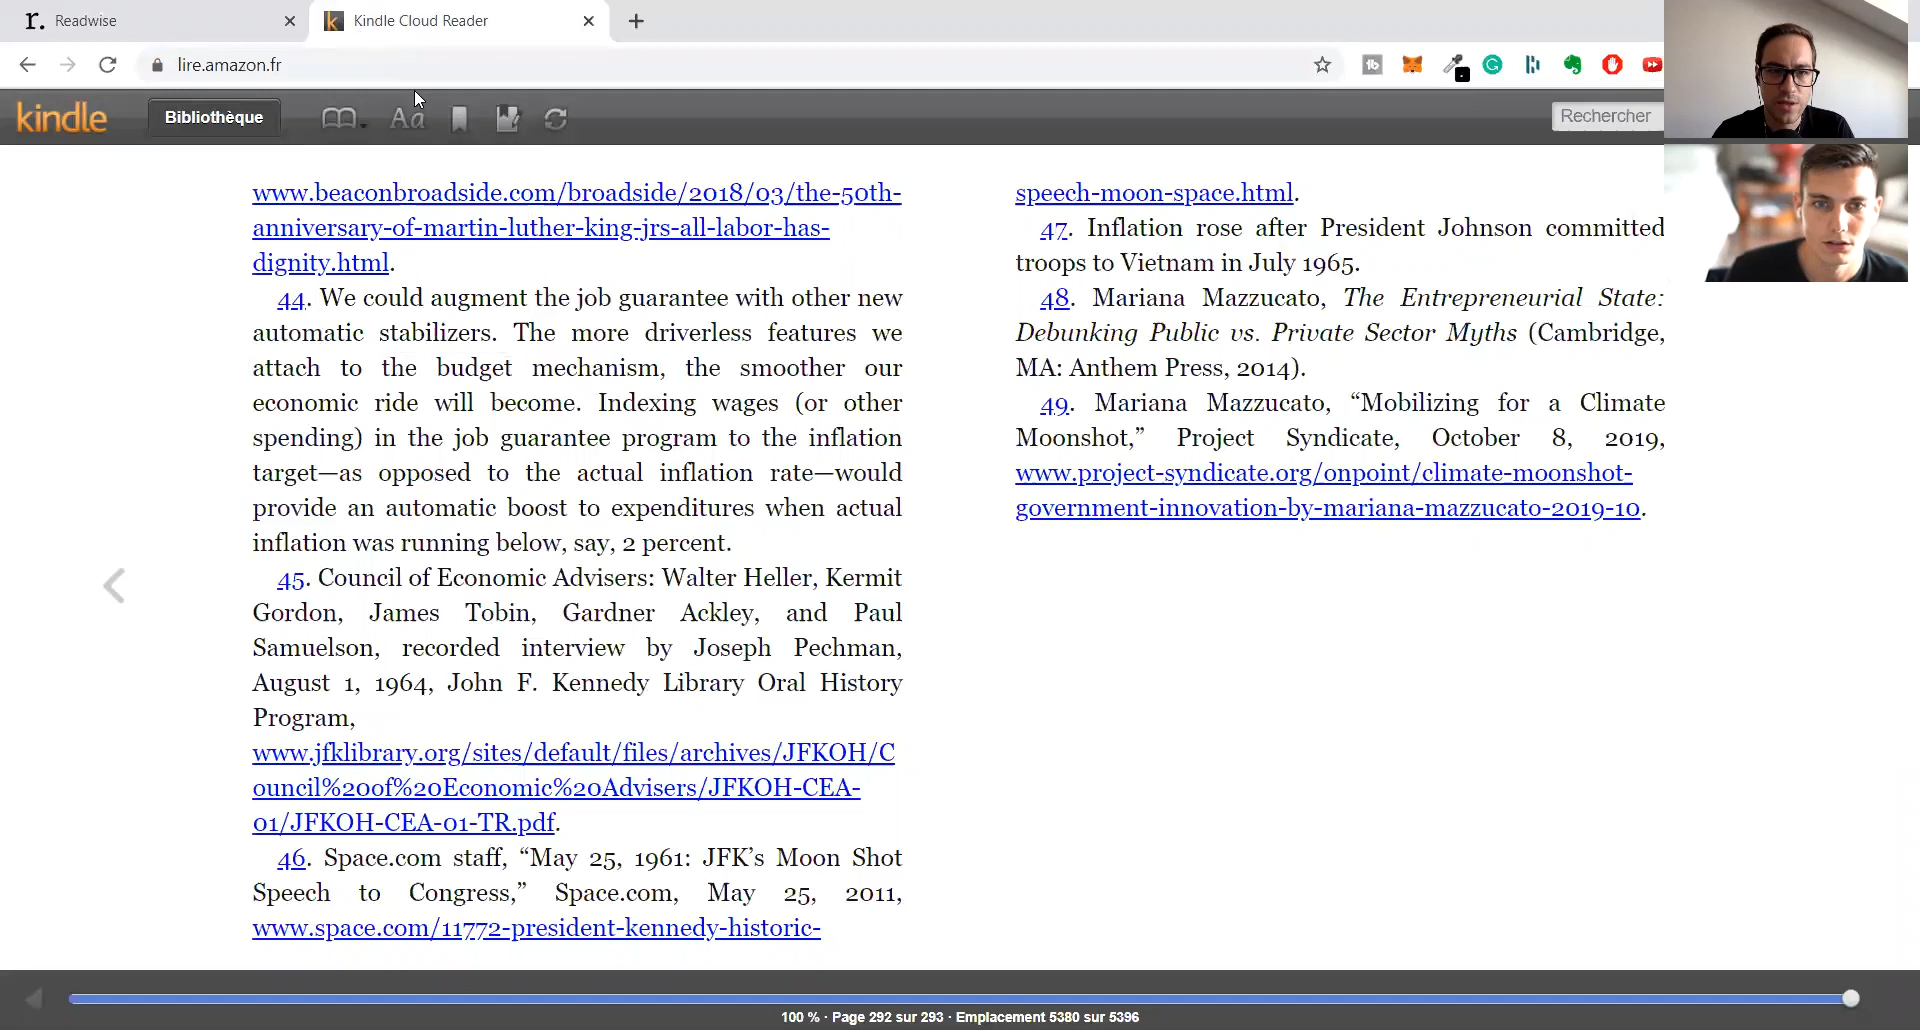 r. Readwise
Kindle Cloud Reader
lire.amazon.fr
kindle
Bibliothèque
Aa
Rechercher
www.beaconbroadside.com/broadside/2018/03/the-50th-
anniversary-of-martin-luther-king-jrs-all-labor-has-
dignity.html.
44. We could augment the job guarantee with other new
automatic stabilizers. The more driverless features we
attach to the budget mechanism, the smoother our
economic ride will become. Indexing wages (or other
spending) in the job guarantee program to the inflation
target—as opposed to the actual inflation rate—would
provide an automatic boost to expenditures when actual
inflation was running below, say, 2 percent.
45. Council of Economic Advisers: Walter Heller, Kermit
Gordon, James Tobin, Gardner Ackley, and Paul
Samuelson, recorded interview by Joseph Pechman,
August 1, 1964, John F. Kennedy Library Oral History
Program,
www.jfklibrary.org/sites/default/files/archives/JFKOH/C
ouncil%20of%20Economic%20Advisers/JFKOH-CEA-
01/JFKOH-CEA-01-TR.pdf.
46. Space.com staff, “May 25, 1961: JFK’s Moon Shot
Speech to Congress,” Space.com, May 25, 2011,
www.space.com/11772-president-kennedy-historic-
speech-moon-space.html.
47. Inflation rose after President Johnson committed
troops to Vietnam in July 1965.
48. Mariana Mazzucato, The Entrepreneurial State:
Debunking Public vs. Private Sector Myths (Cambridge,
MA: Anthem Press, 2014).
49. Mariana Mazzucato, “Mobilizing for a Climate
Moonshot,” Project Syndicate, October 8, 2019,
www.project-syndicate.org/onpoint/climate-moonshot-
government-innovation-by-mariana-mazzucato-2019-10.
100 % · Page 292 sur 293 · Emplacement 5380 sur 5396